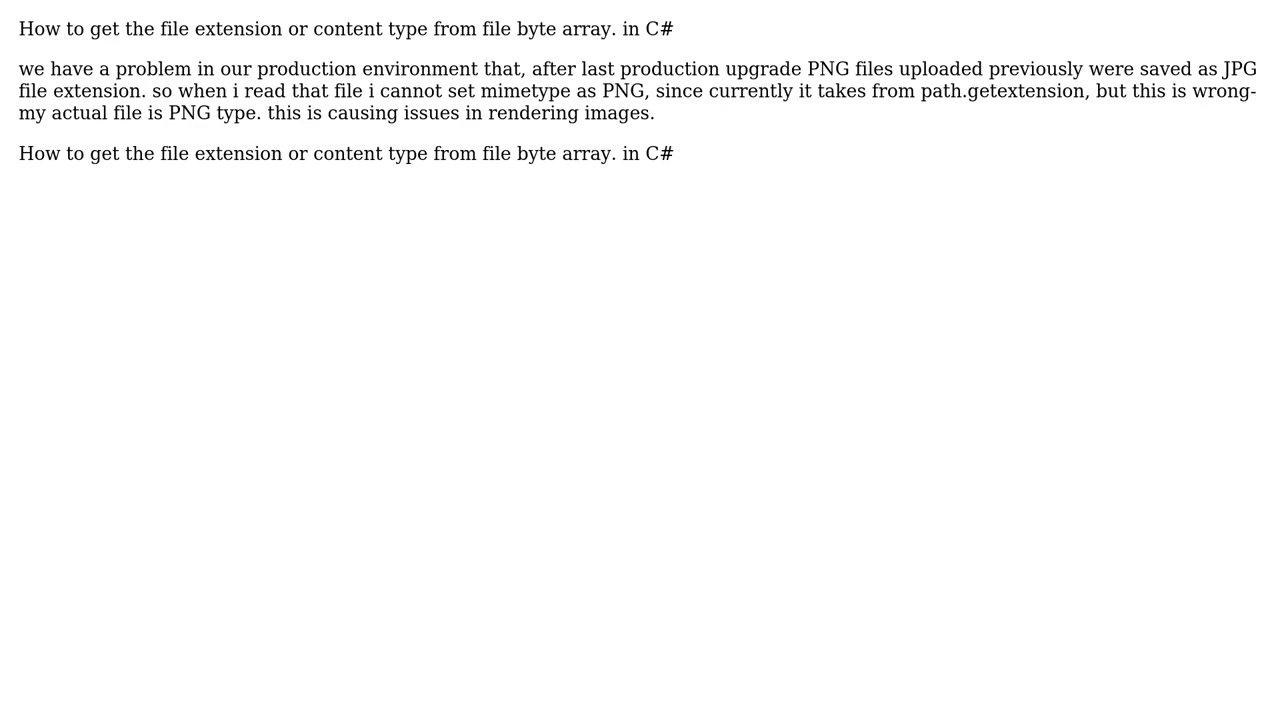 How to get the file extension or content type from file byte array. in C#
we have a problem in our production environment that, after last production upgrade PNG files uploaded previously were saved as JPG
file extension. so when i read that file i cannot set mimetype as PNG, since currently it takes from path.getextension, but this is wrong-
my actual file is PNG type. this is causing issues in rendering images.
How to get the file extension or content type from file byte array. in C#